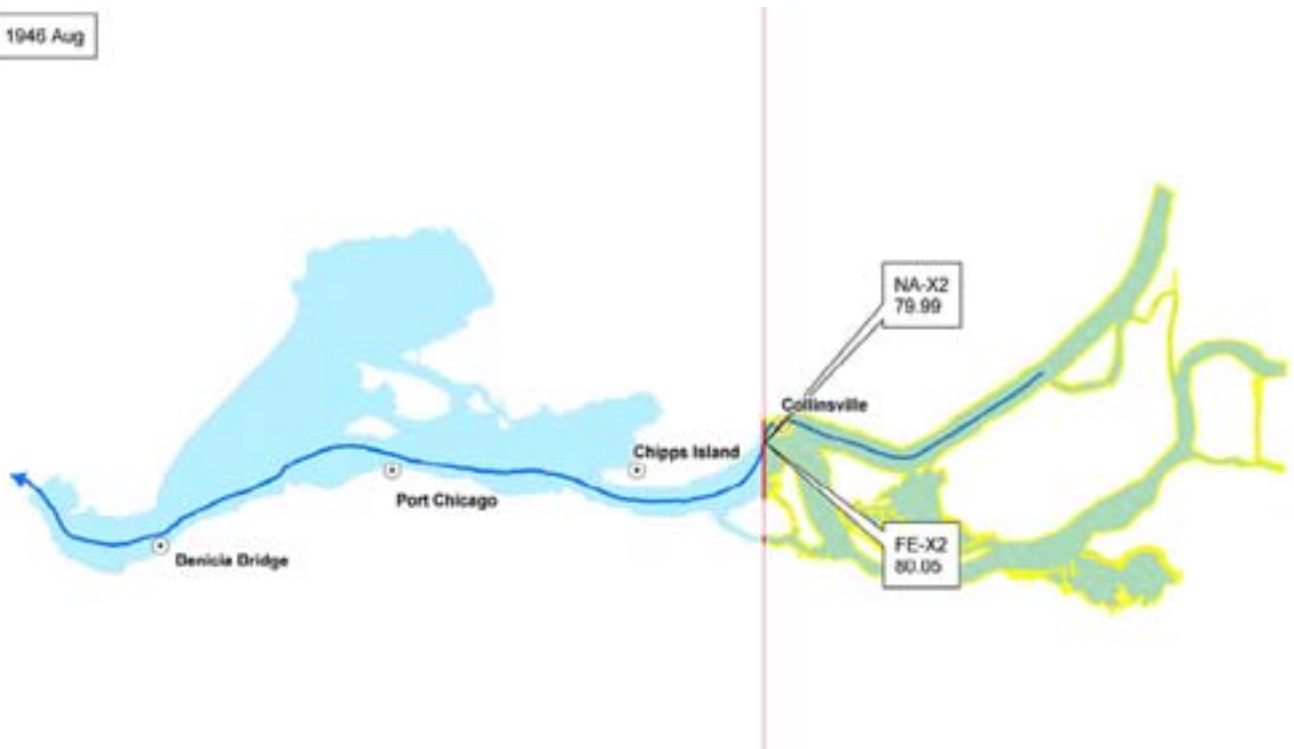 1946 Aug
NA-X2
79.99
Collinsville
Chipps Island
Port Chicago
FE-X2
80.05
Benicia Bridge